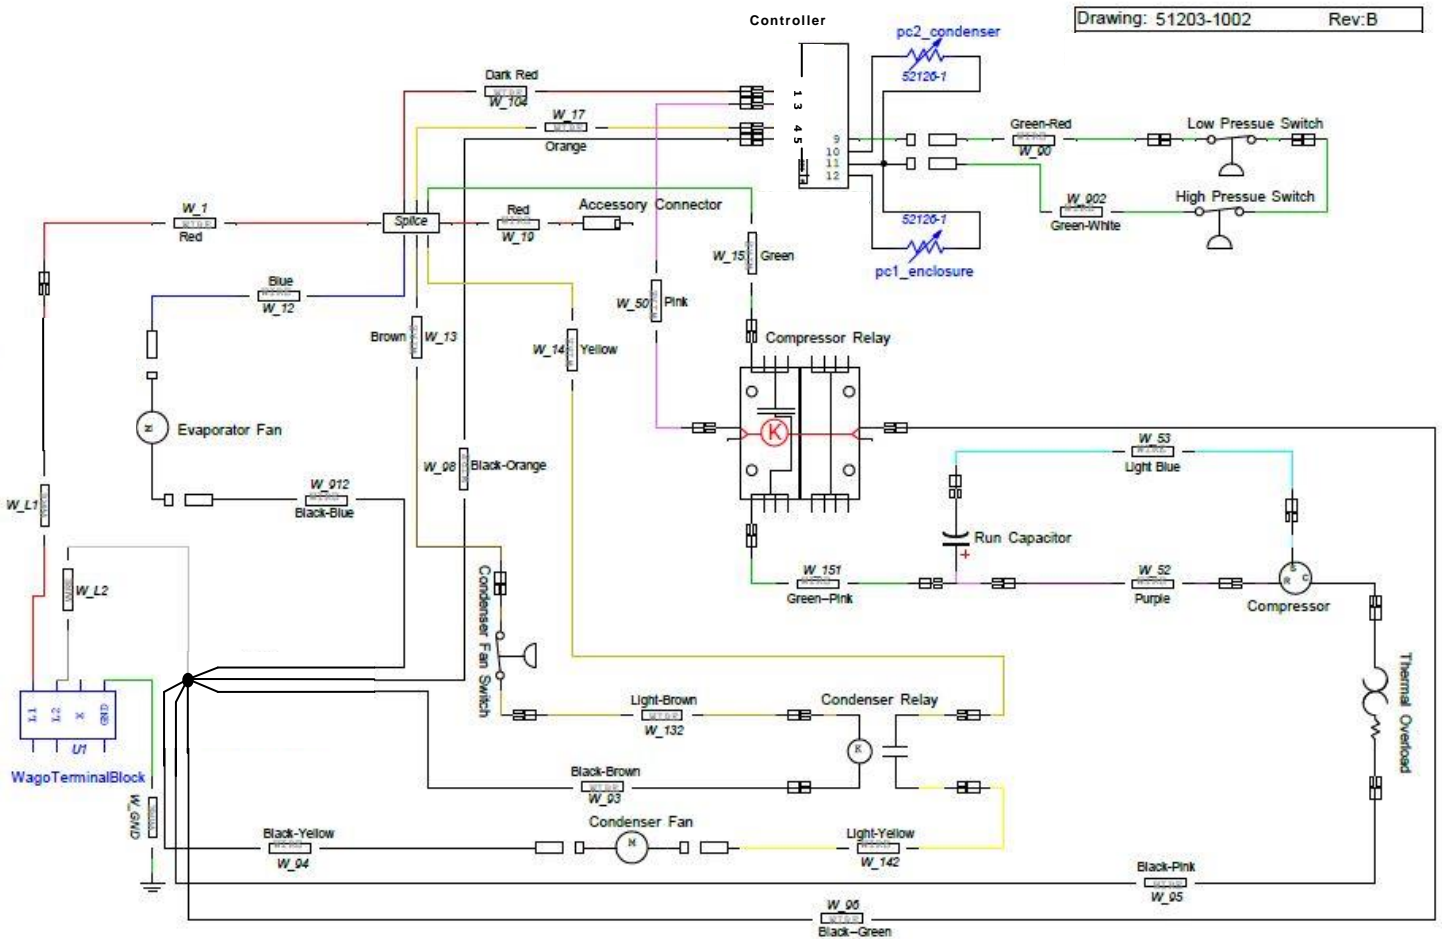 Controller
Drawing: 51203-1002 Rev:B
pc2_condenser
52126-1
Dark Red
W_104
W_17
Orange
1
3
4
5
9
10
11
12
Green-Red
W_90
Low Pressue Switch
High Pressue Switch
W_902
Green-White
52126-1
pc1_enclosure
W_1
Red
Splice
Red
W_19
Accessory Connector
W_15
Green
Blue
W_12
Brown
W_13
W_50
Pink
W_14
Yellow
Compressor Relay
K
M
Evaporator Fan
W_98
Black-Orange
W_53
Light Blue
W_L1
W_912
Black-Blue
Run Capacitor
+
W_151
Green-Pink
W_52
Purple
S
R
C
Compressor
W_L2
Condenser Fan Switch
Thermal Overload
L1
L2
X
GND
U1
WagoTerminalBlock
Light-Brown
W_132
Condenser Relay
K
Black-Brown
W_93
W_GND
Condenser Fan
M
Black-Yellow
W_94
Light-Yellow
W_142
Black-Pink
W_95
W_96
Black-Green